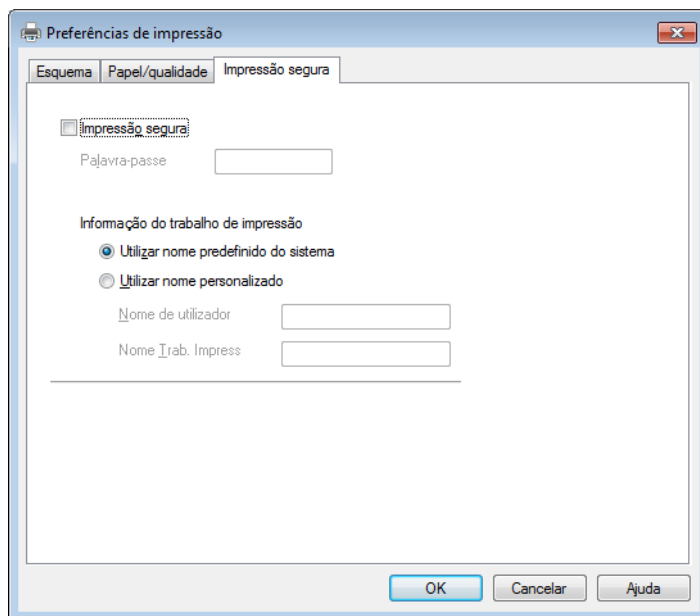 Preferências de impressão
Esquema Papel/qualidade Impressão segura
Impressão segura
Palavra-passe
Informação do trabalho de impressão
Utilizar nome predefinido do sistema
Utilizar nome personalizado
Nome de utilizador
Nome Trab. Impress
OK Cancelar Ajuda